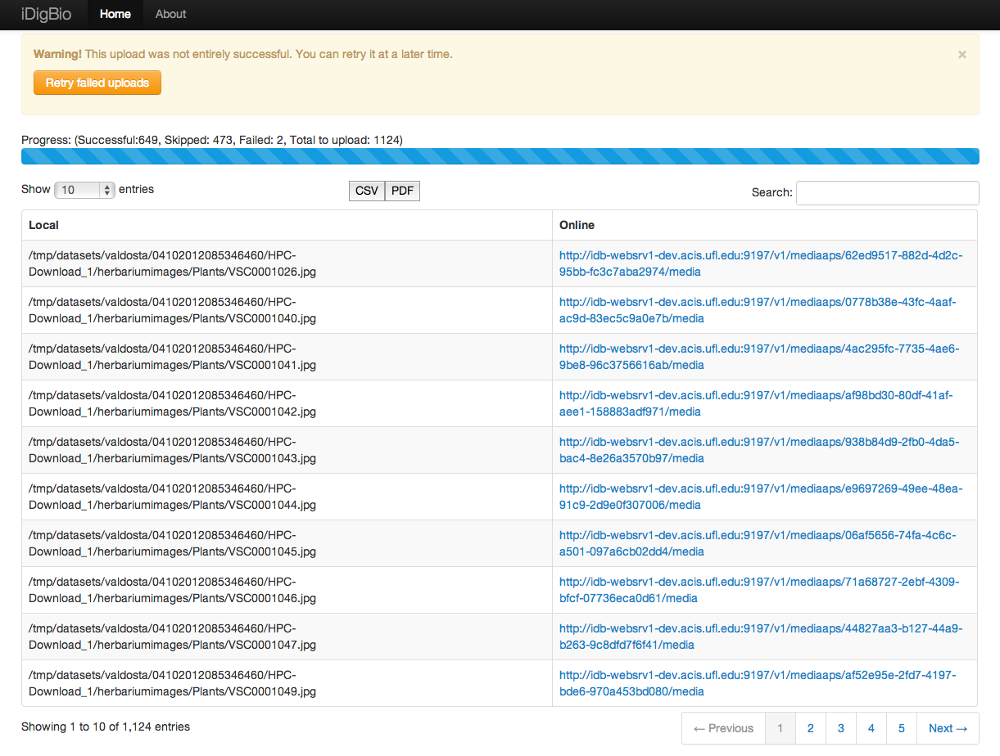 iDigBio Home About
Warning! This upload was not entirely successful. You can retry it at a later time. ×
Retry failed uploads
Progress: (Successful:649, Skipped: 473, Failed: 2, Total to upload: 1124)
Show 10 entries CSV PDF Search:
Local Online
/tmp/datasets/valdosta/04102012085346460/HPC-
Download_1/herbariumimages/Plants/VSC0001026.jpg
http://idb-websrv1-dev.acis.ufl.edu:9197/v1/mediaaps/62ed9517-882d-4d2c-
95bb-fc3c7aba2974/media
/tmp/datasets/valdosta/04102012085346460/HPC-
Download_1/herbariumimages/Plants/VSC0001040.jpg
http://idb-websrv1-dev.acis.ufl.edu:9197/v1/mediaaps/0778b38e-43fc-4aaf-
ac9d-83ec5c9a0e7b/media
/tmp/datasets/valdosta/04102012085346460/HPC-
Download_1/herbariumimages/Plants/VSC0001041.jpg
http://idb-websrv1-dev.acis.ufl.edu:9197/v1/mediaaps/4ac295fc-7735-4ae6-
9be8-96c3756616ab/media
/tmp/datasets/valdosta/04102012085346460/HPC-
Download_1/herbariumimages/Plants/VSC0001042.jpg
http://idb-websrv1-dev.acis.ufl.edu:9197/v1/mediaaps/af98bd30-80df-41af-
aee1-158883adf971/media
/tmp/datasets/valdosta/04102012085346460/HPC-
Download_1/herbariumimages/Plants/VSC0001043.jpg
http://idb-websrv1-dev.acis.ufl.edu:9197/v1/mediaaps/938b84d9-2fb0-4da5-
bac4-8e26a3570b97/media
/tmp/datasets/valdosta/04102012085346460/HPC-
Download_1/herbariumimages/Plants/VSC0001044.jpg
http://idb-websrv1-dev.acis.ufl.edu:9197/v1/mediaaps/e9697269-49ee-48ea-
91c9-2d9e0f307006/media
/tmp/datasets/valdosta/04102012085346460/HPC-
Download_1/herbariumimages/Plants/VSC0001045.jpg
http://idb-websrv1-dev.acis.ufl.edu:9197/v1/mediaaps/06af5656-74fa-4c6c-
a501-097a6cb02dd4/media
/tmp/datasets/valdosta/04102012085346460/HPC-
Download_1/herbariumimages/Plants/VSC0001046.jpg
http://idb-websrv1-dev.acis.ufl.edu:9197/v1/mediaaps/71a68727-2ebf-4309-
bfcf-07736eca0d61/media
/tmp/datasets/valdosta/04102012085346460/HPC-
Download_1/herbariumimages/Plants/VSC0001047.jpg
http://idb-websrv1-dev.acis.ufl.edu:9197/v1/mediaaps/44827aa3-b127-44a9-
b263-9c8dfd7f6f41/media
/tmp/datasets/valdosta/04102012085346460/HPC-
Download_1/herbariumimages/Plants/VSC0001049.jpg
http://idb-websrv1-dev.acis.ufl.edu:9197/v1/mediaaps/af52e95e-2fd7-4197-
bde6-970a453bd080/media
Showing 1 to 10 of 1,124 entries ← Previous 1 2 3 4 5 Next →